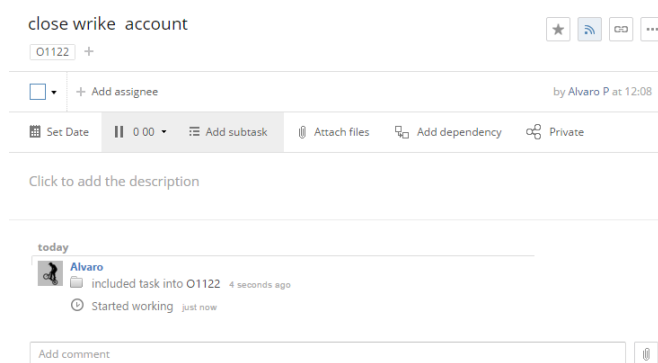 close wrike account
O1122 +
+ Add assignee
by Alvaro P at 12:08
Set Date 0 00 Add subtask Attach files Add dependency Private
Click to add the description
today
Alvaro
included task into O1122 4 seconds ago
Started working just now
Add comment